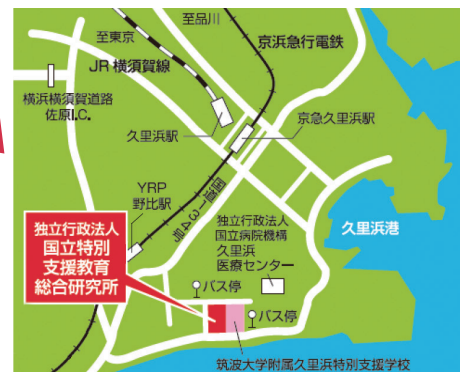 至品川
至東京
京浜急行電鉄
JR横須賀線
横浜横須賀道路
佐原I.C.
久里浜駅
京急久里浜駅
YRP
野比駅
国道134号
独立行政法人
国立特別
支援教育
総合研究所
独立行政法人
国立病院機構
久里浜
医療センター
久里浜港
バス停
バス停
筑波大学附属久里浜特別支援学校